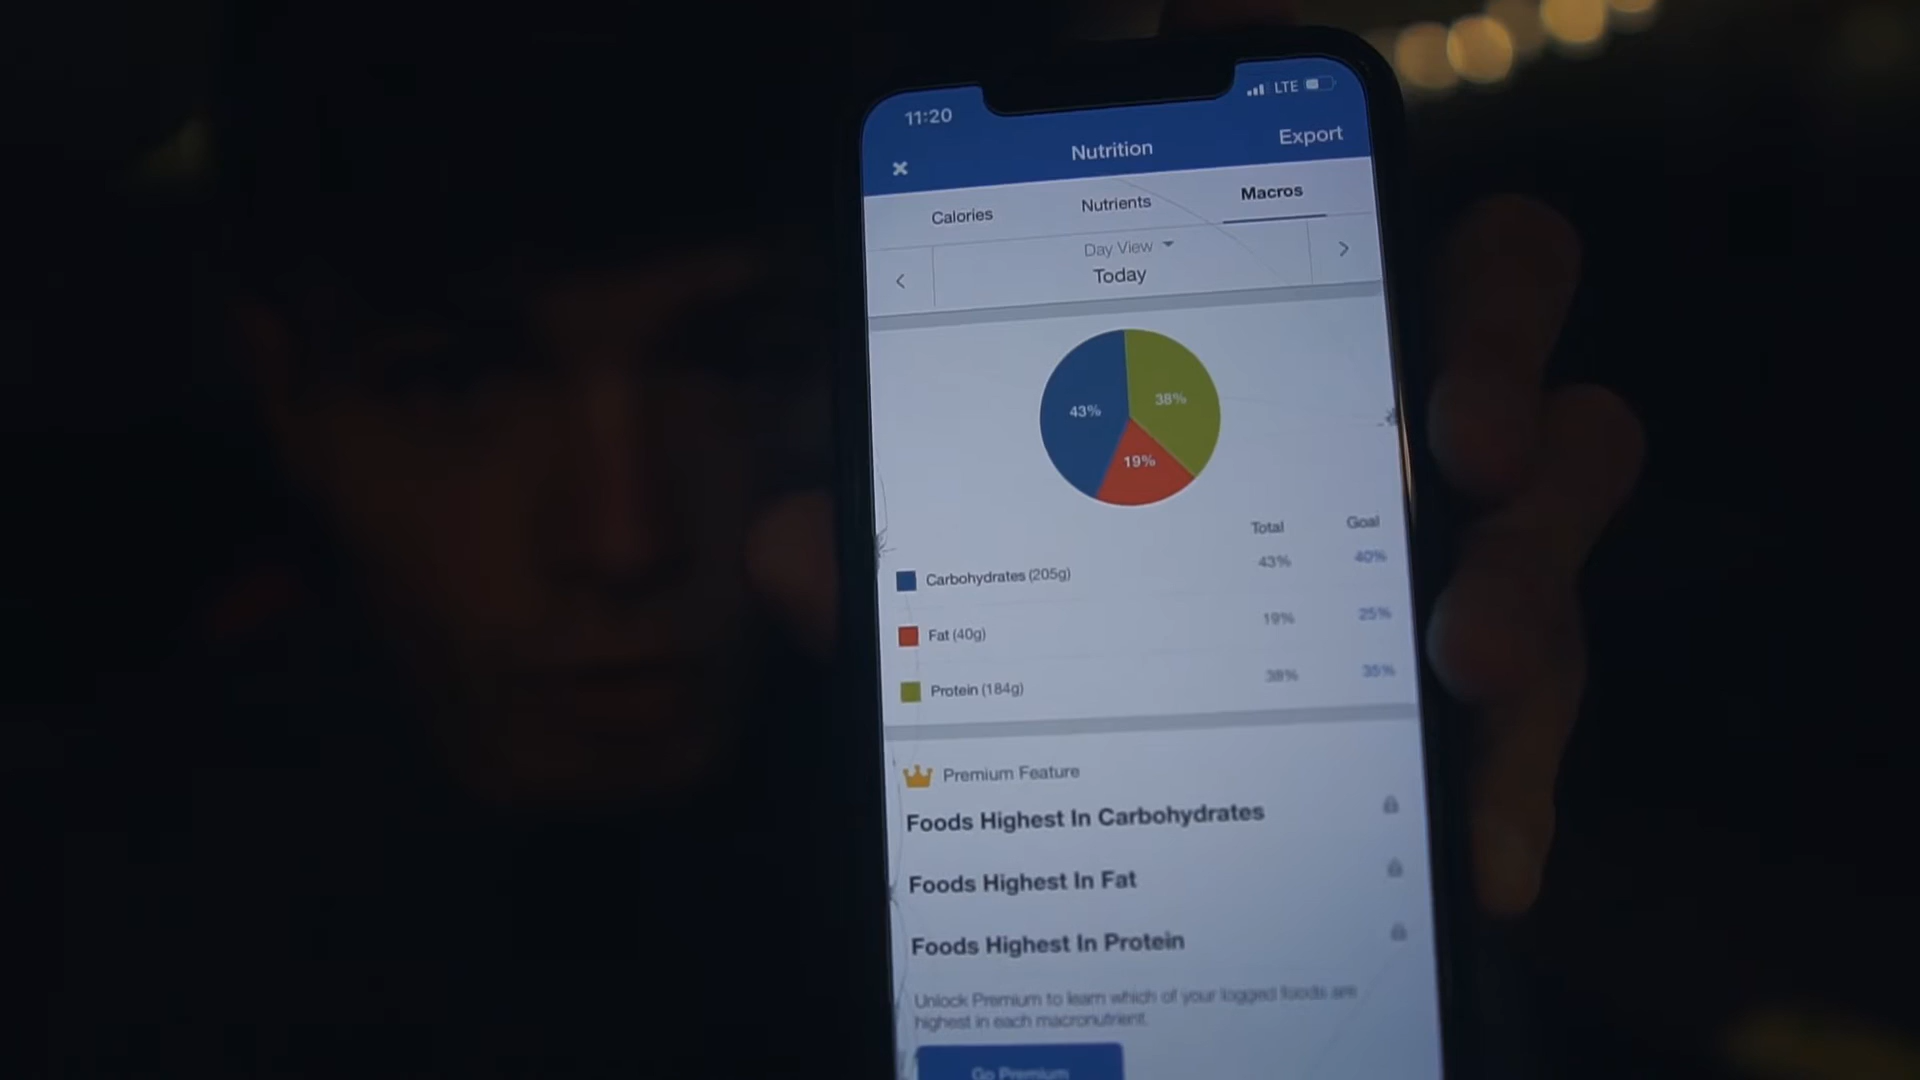 11:20 LTE
Nutrition Export
Calories Nutrients Macros
Day View
Today
43% 38%
19%
Total Goal
Carbohydrates (205g) 43% 40%
Fat (40g) 19% 25%
Protein (184g) 38% 35%
Premium Feature
Foods Highest In Carbohydrates
Foods Highest In Fat
Foods Highest In Protein
Unlock Premium to learn which of your logged foods are
highest in each macronutrient.
Go Premium